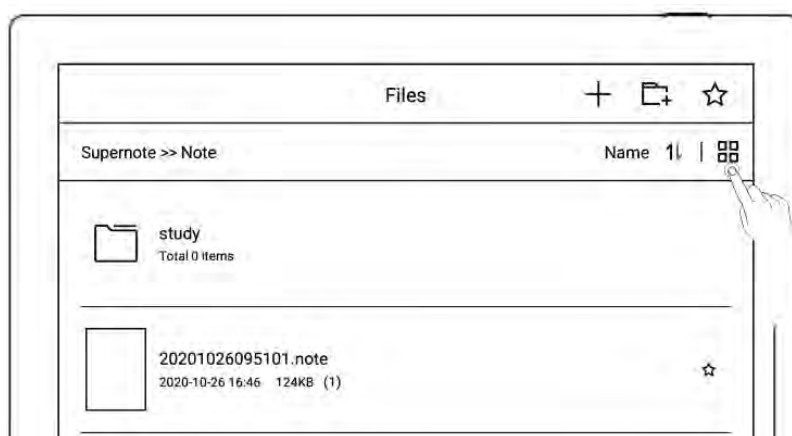 Files
Supernote >> Note
Name
study
Total 0 items
20201026095101.note
2020-10-26 16:46 124KB (1)